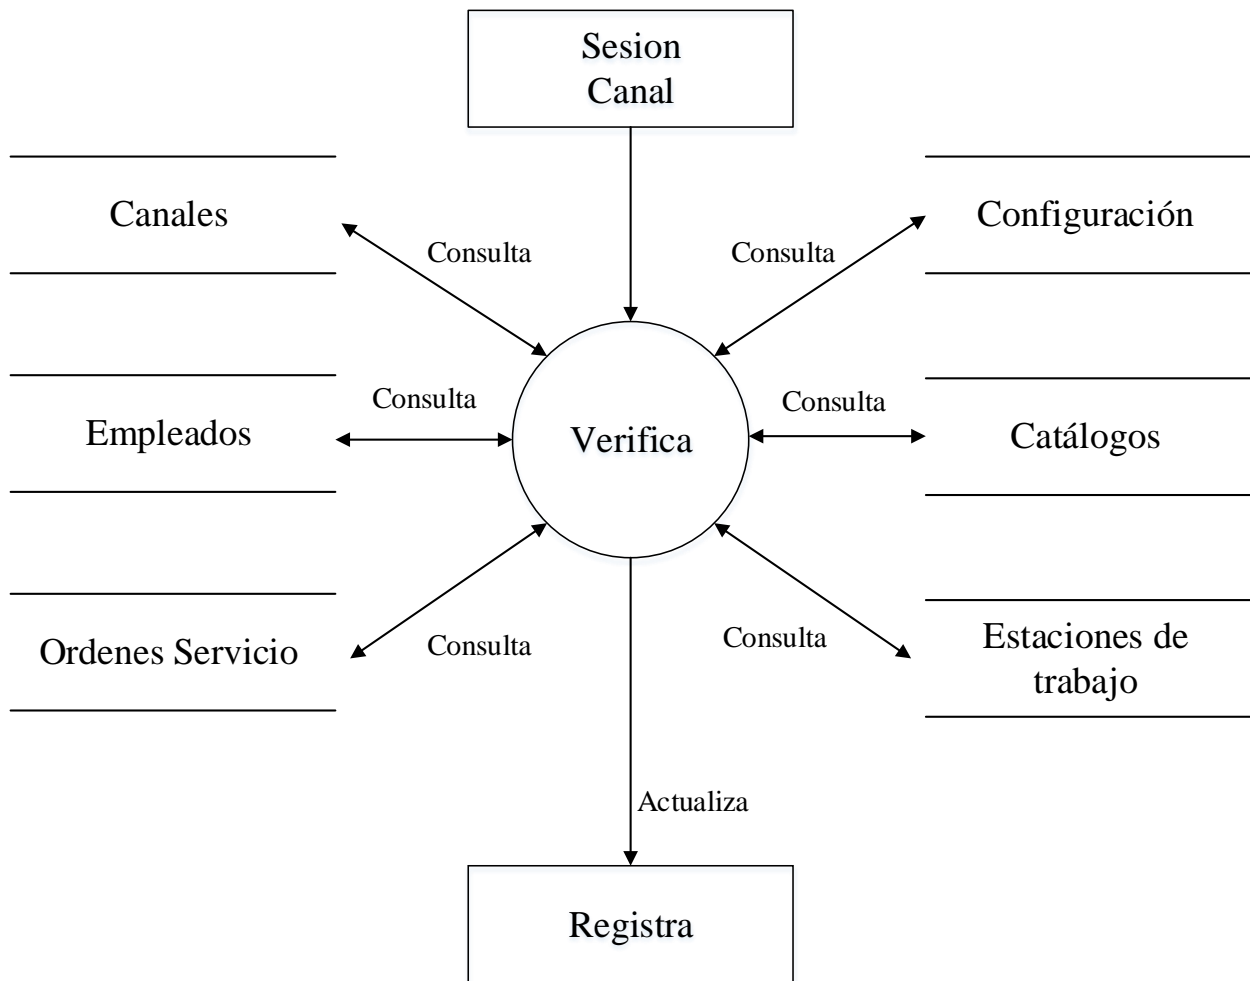 Sesion
Canal
Canales
Configuración
Consulta
Consulta
Empleados
Consulta
Verifica
Consulta
Catálogos
Ordenes Servicio
Consulta
Consulta
Estaciones de
trabajo
Actualiza
Registra